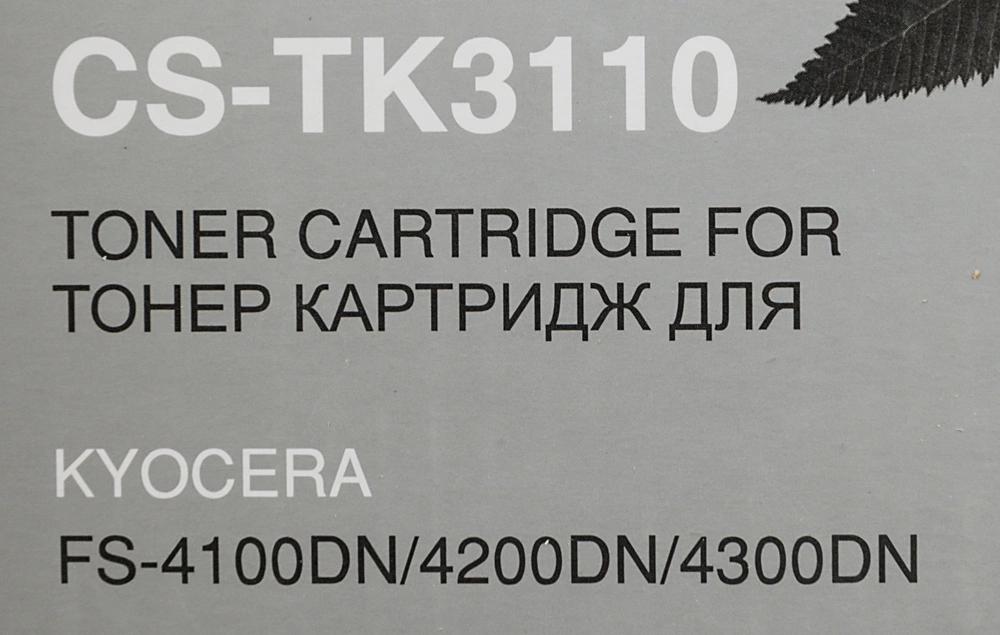 CS-TK3110
TONER CARTRIDGE FOR
ТОНЕР КАРТРИДЖ ДЛЯ
KYOCERA
FS-4100DN/4200DN/4300DN